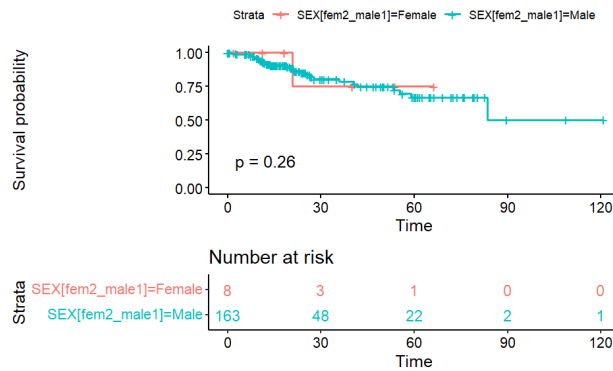 Strata SEX[fem2_male1]=Female SEX[fem2_male1]=Male
Survival probability
1.00
0.75
0.50
0.25
0.00
p = 0.26
0 30 60 90 120
Time
Number at risk
Strata
SEX[fem2_male1]=Female 8 3 1 0 0
SEX[fem2_male1]=Male 163 48 22 2 1
0 30 60 90 120
Time